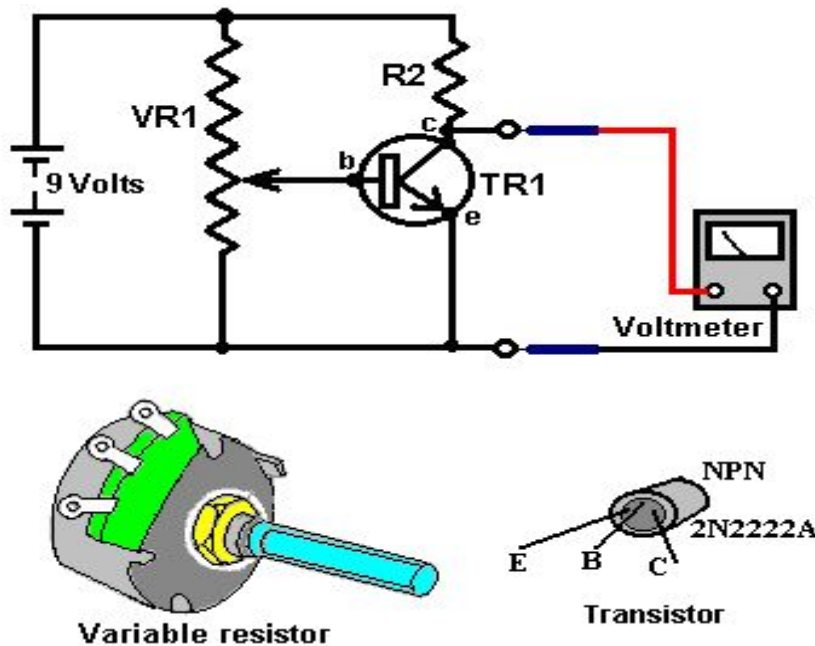 R2
VR1
c
b
9 Volts
TR1
e
Voltmeter
NPN
2N2222A
E
B
C
Transistor
Variable resistor